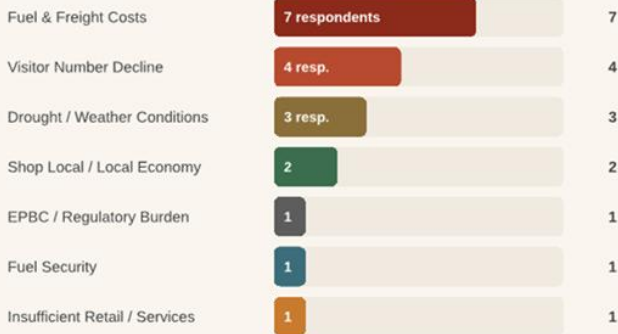 Fuel & Freight Costs 7 respondents 7
Visitor Number Decline 4 resp. 4
Drought / Weather Conditions 3 resp. 3
Shop Local / Local Economy 2 2
EPBC / Regulatory Burden 1 1
Fuel Security 1 1
Insufficient Retail / Services 1 1